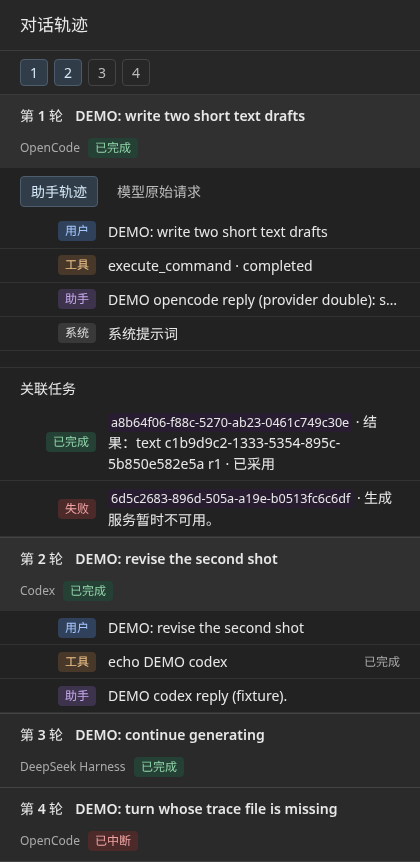 对话轨迹
1 2 3 4
第 1 轮 DEMO: write two short text drafts
OpenCode 已完成
助手轨迹 模型原始请求
用户 DEMO: write two short text drafts
工具 execute_command · completed
助手 DEMO opencode reply (provider double): s...
系统 系统提示词
关联任务
a8b64f06-f88c-5270-ab23-0461c749c30e · 结
已完成 果：text c1b9d9c2-1333-5354-895c-
5b850e582e5a r1 · 已采用
6d5c2683-896d-505a-a19e-b0513fc6c6df · 生成
失败 服务暂时不可用。
第 2 轮 DEMO: revise the second shot
Codex 已完成
用户 DEMO: revise the second shot
工具 echo DEMO codex 已完成
助手 DEMO codex reply (fixture).
第 3 轮 DEMO: continue generating
DeepSeek Harness 已完成
第 4 轮 DEMO: turn whose trace file is missing
OpenCode 已中断